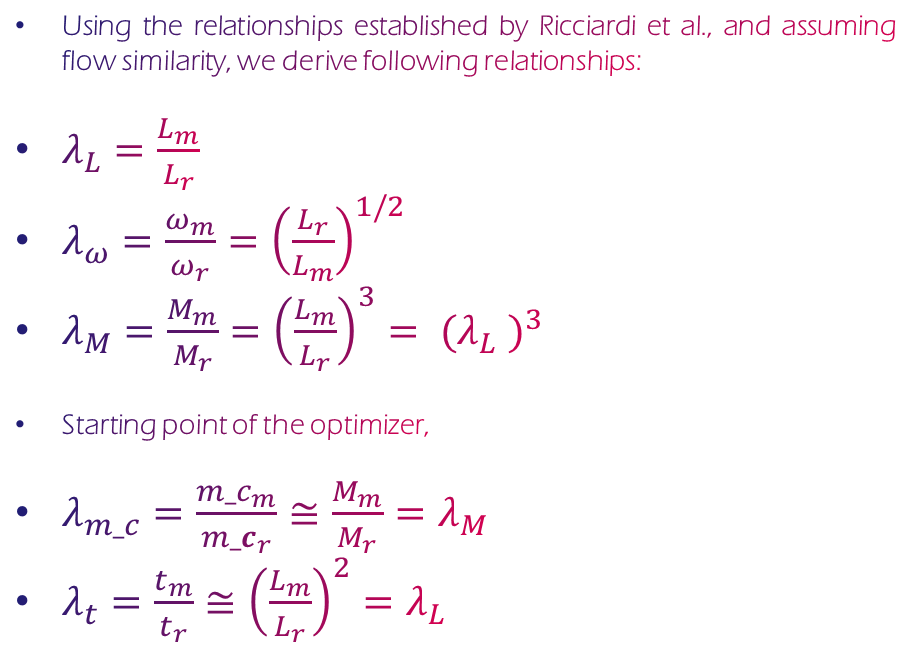 • Using the relationships established by Ricciardi et al., and assuming
flow similarity, we derive following relationships:
• λ_L = L_m / L_r
• λ_ω = ω_m / ω_r = (L_r / L_m)^{1/2}
• λ_M = M_m / M_r = (L_m / L_r)^3 = (λ_L )^3
• Starting point of the optimizer,
• λ_{m_c} = m_c_m / m_c_r ≅ M_m / M_r = λ_M
• λ_t = t_m / t_r ≅ (L_m / L_r)^2 = λ_L